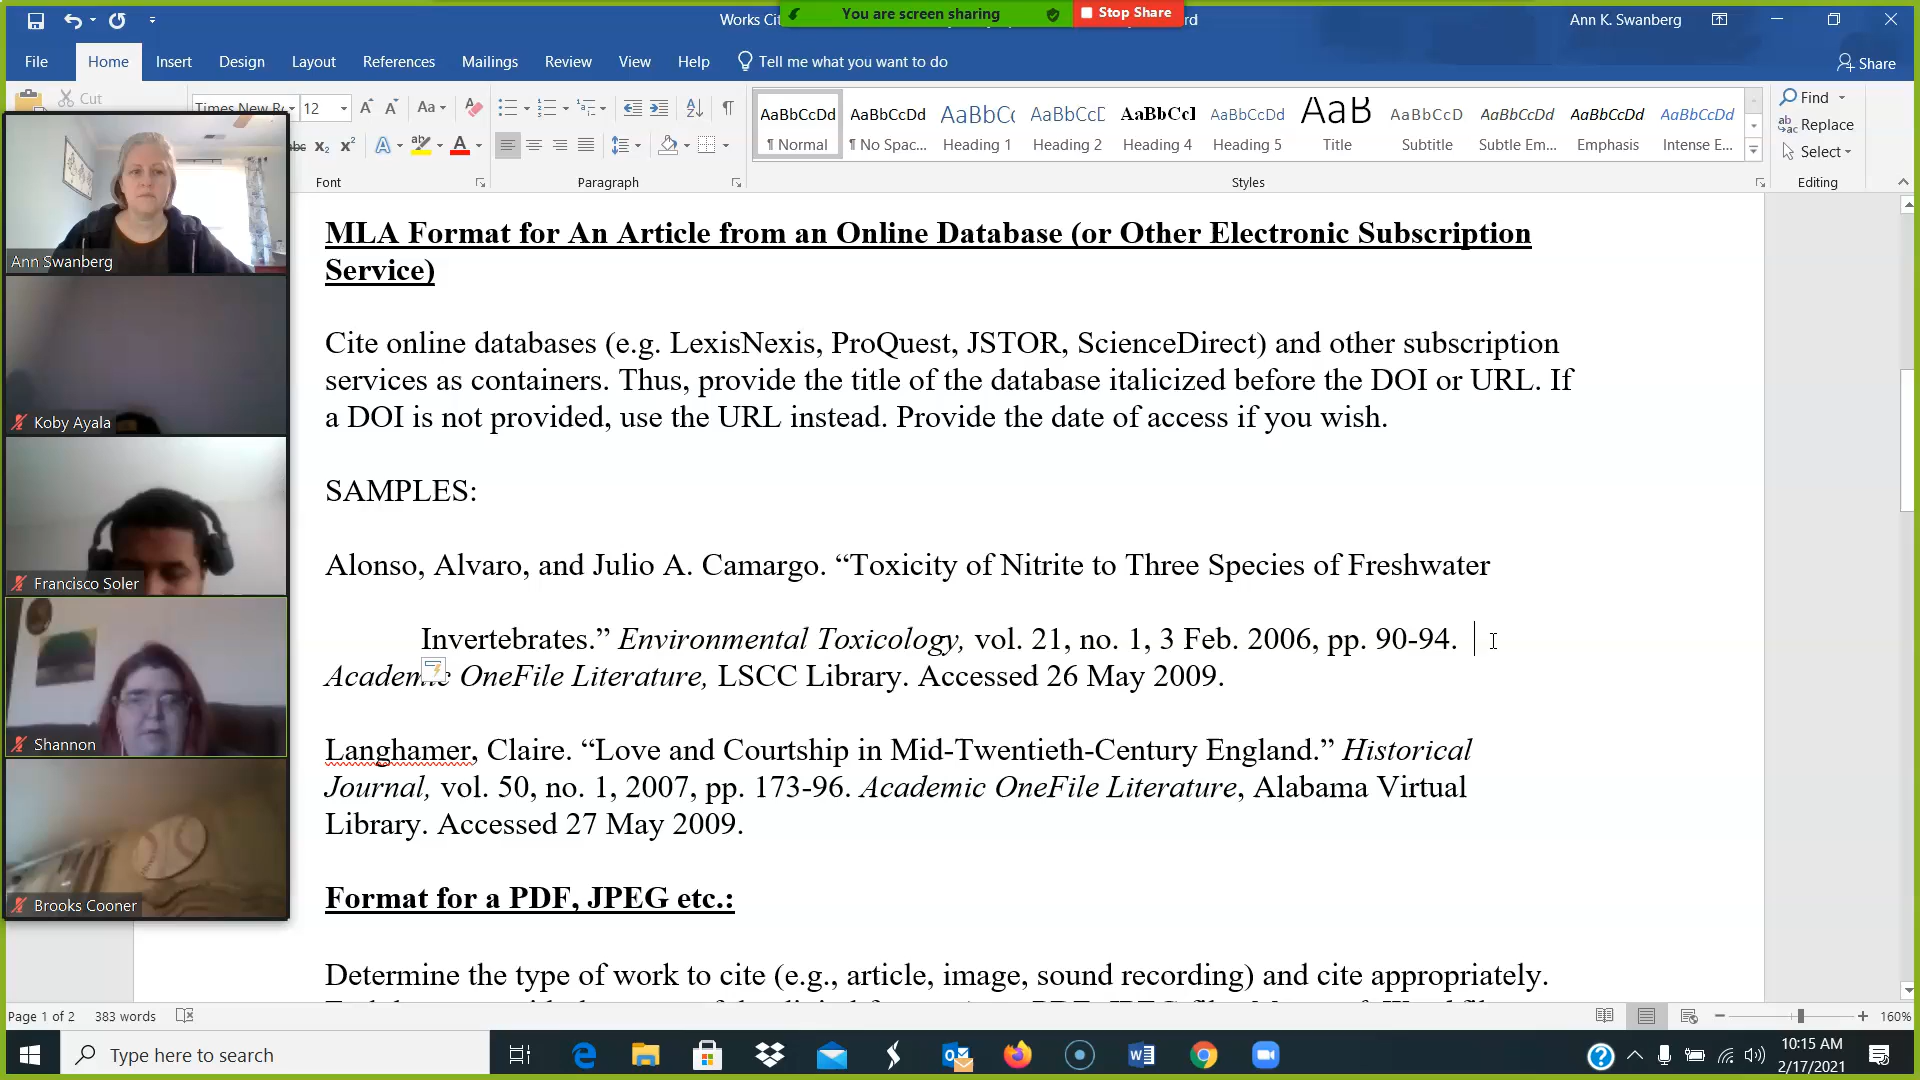 Works Cit
You are screen sharing
Stop Share
rd
Ann K. Swanberg
File
Home
Insert
Design
Layout
References
Mailings
Review
View
Help
Tell me what you want to do
Share
Cut
Times New R
12
Aa
abc
Font
Paragraph
AaBbCcDd
¶ Normal
AaBbCcDd
¶ No Spac...
AaBbCc
Heading 1
AaBbCcD
Heading 2
AaBbCcI
Heading 4
AaBbCcDd
Heading 5
AaB
Title
AaBbCcD
Subtitle
AaBbCcDd
Subtle Em...
AaBbCcDd
Emphasis
AaBbCcDd
Intense E...
Styles
Find
Replace
Select
Editing
Ann Swanberg
Koby Ayala
Francisco Soler
Shannon
Brooks Cooner
MLA Format for An Article from an Online Database (or Other Electronic Subscription
Service)
Cite online databases (e.g. LexisNexis, ProQuest, JSTOR, ScienceDirect) and other subscription
services as containers. Thus, provide the title of the database italicized before the DOI or URL. If
a DOI is not provided, use the URL instead. Provide the date of access if you wish.
SAMPLES:
Alonso, Alvaro, and Julio A. Camargo. “Toxicity of Nitrite to Three Species of Freshwater
Invertebrates.” Environmental Toxicology, vol. 21, no. 1, 3 Feb. 2006, pp. 90-94.
Academic OneFile Literature, LSCC Library. Accessed 26 May 2009.
Langhamer, Claire. “Love and Courtship in Mid-Twentieth-Century England.” Historical
Journal, vol. 50, no. 1, 2007, pp. 173-96. Academic OneFile Literature, Alabama Virtual
Library. Accessed 27 May 2009.
Format for a PDF, JPEG etc.:
Determine the type of work to cite (e.g., article, image, sound recording) and cite appropriately.
Page 1 of 2
383 words
160%
Type here to search
10:15 AM
2/17/2021